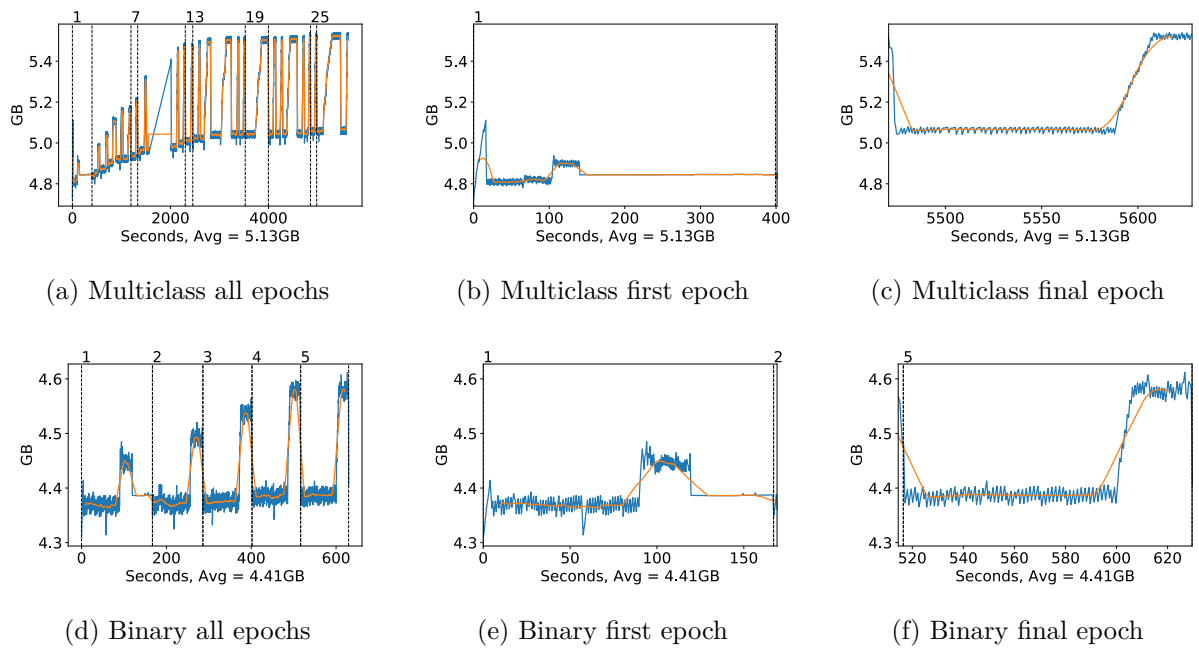 1 7 13 19 25
5.4
5.2
5.0
4.8
GB
0 2000 4000
Seconds, Avg = 5.13GB
(a) Multiclass all epochs
1
5.4
5.2
5.0
4.8
GB
0 100 200 300 400
Seconds, Avg = 5.13GB
(b) Multiclass first epoch
5.4
5.2
5.0
4.8
GB
5500 5550 5600
Seconds, Avg = 5.13GB
(c) Multiclass final epoch
1 2 3 4 5
4.6
4.5
4.4
4.3
GB
0 200 400 600
Seconds, Avg = 4.41GB
(d) Binary all epochs
1 2
4.6
4.5
4.4
4.3
GB
0 50 100 150
Seconds, Avg = 4.41GB
(e) Binary first epoch
5
4.6
4.5
4.4
4.3
GB
520 540 560 580 600 620
Seconds, Avg = 4.41GB
(f) Binary final epoch